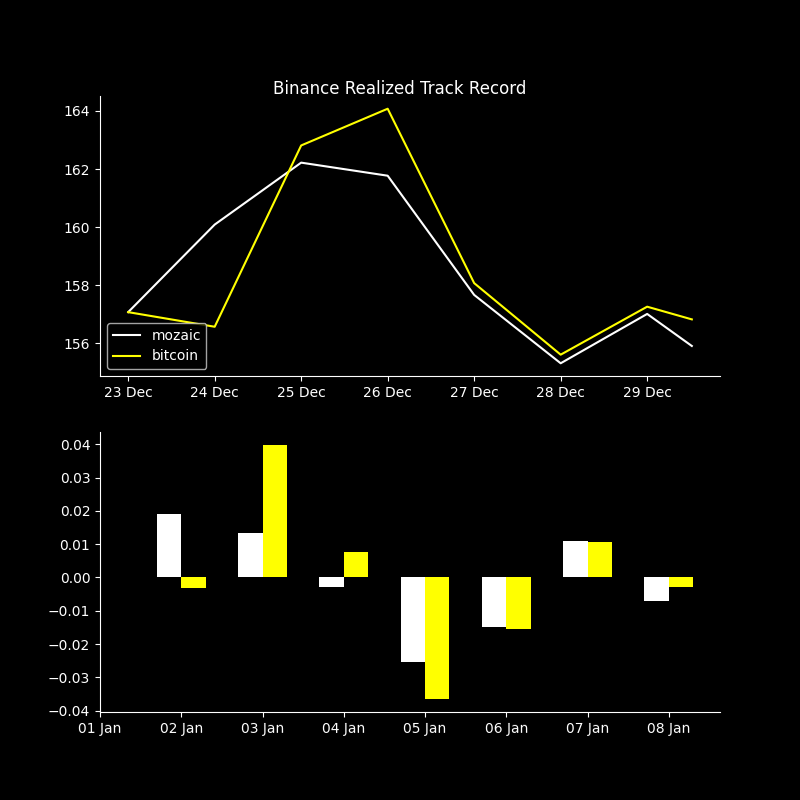 Binance Realized Track Record
164
162
160
158
156
mozaic
bitcoin
23 Dec 24 Dec 25 Dec 26 Dec 27 Dec 28 Dec 29 Dec
0.04
0.03
0.02
0.01
0.00
−0.01
−0.02
−0.03
−0.04
01 Jan 02 Jan 03 Jan 04 Jan 05 Jan 06 Jan 07 Jan 08 Jan